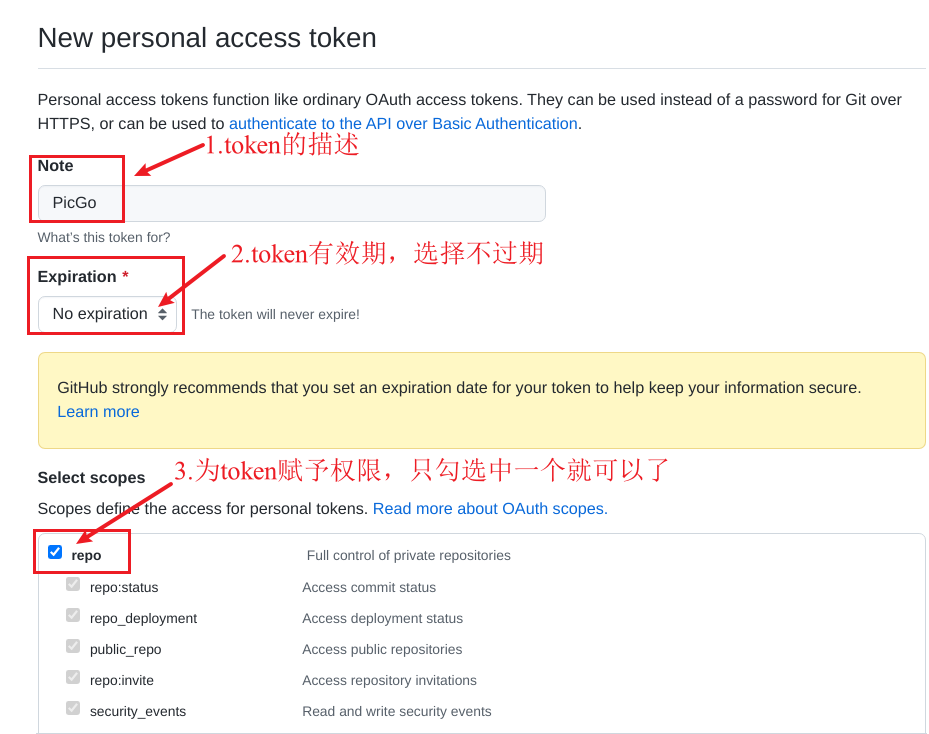 New personal access token
Personal access tokens function like ordinary OAuth access tokens. They can be used instead of a password for Git over
HTTPS, or can be used to authenticate to the API over Basic Authentication.
1.token的描述
Note
PicGo
What's this token for?
2.token有效期，选择不过期
Expiration *
No expiration
The token will never expire!
GitHub strongly recommends that you set an expiration date for your token to help keep your information secure.
Learn more
3.为token赋予权限，只勾选中一个就可以了
Select scopes
Scopes define the access for personal tokens. Read more about OAuth scopes.
repo Full control of private repositories
repo:status Access commit status
repo_deployment Access deployment status
public_repo Access public repositories
repo:invite Access repository invitations
security_events Read and write security events